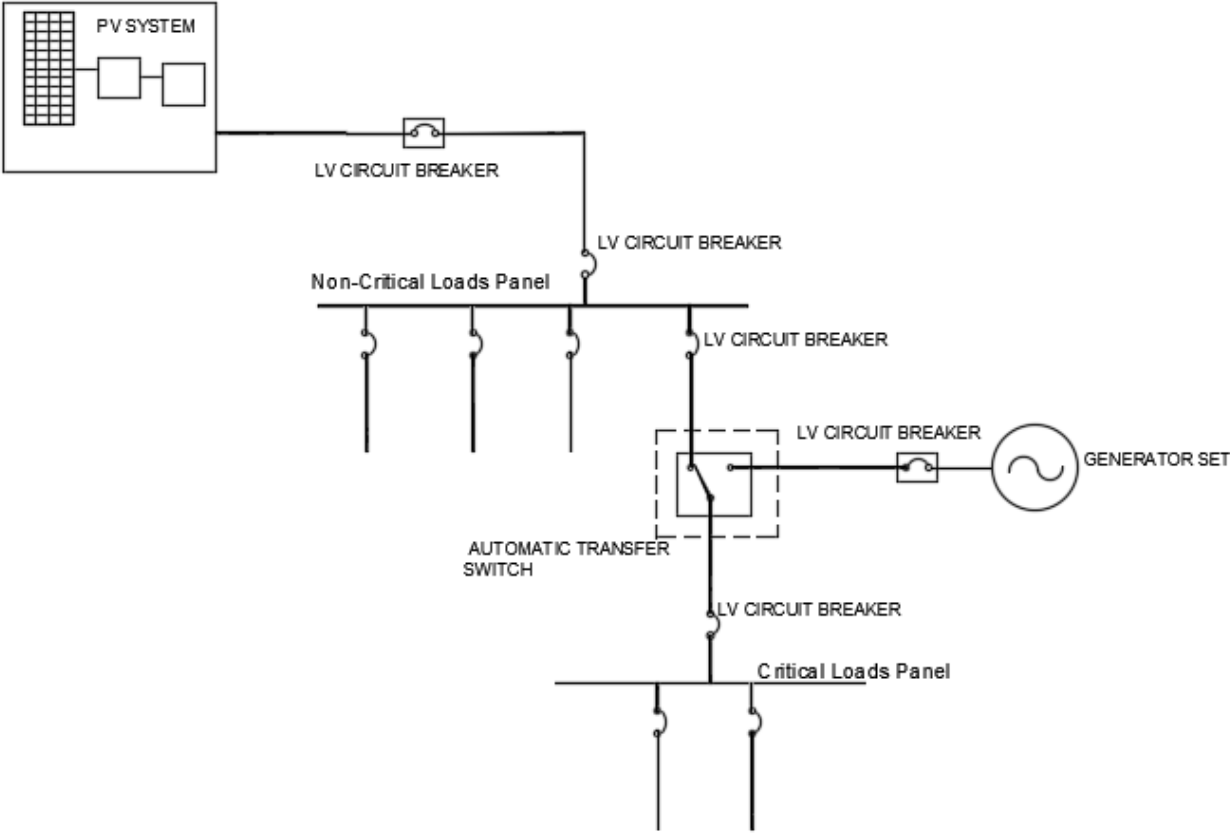 PV SYSTEM
LV CIRCUIT BREAKER
LV CIRCUIT BREAKER
Non-Critical Loads Panel
LV CIRCUIT BREAKER
LV CIRCUIT BREAKER
GENERATOR SET
AUTOMATIC TRANSFER
SWITCH
LV CIRCUIT BREAKER
Critical Loads Panel